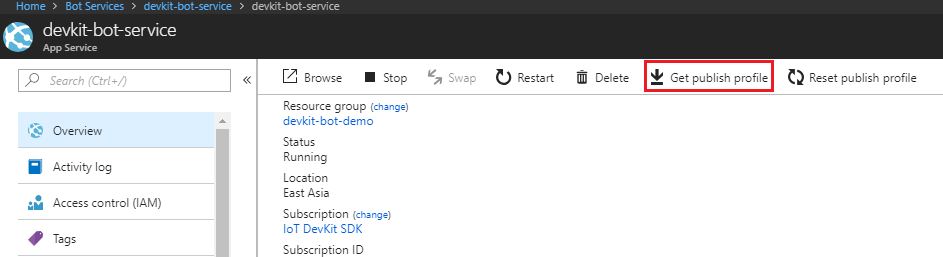 Home > Bot Services > devkit-bot-service > devkit-bot-service
devkit-bot-service
App Service
Search (Ctrl+/)
«
Browse Stop Swap Restart Delete Get publish profile Reset publish profile
Overview
Activity log
Access control (IAM)
Tags
Resource group (change)
devkit-bot-demo
Status
Running
Location
East Asia
Subscription (change)
IoT DevKit SDK
Subscription ID